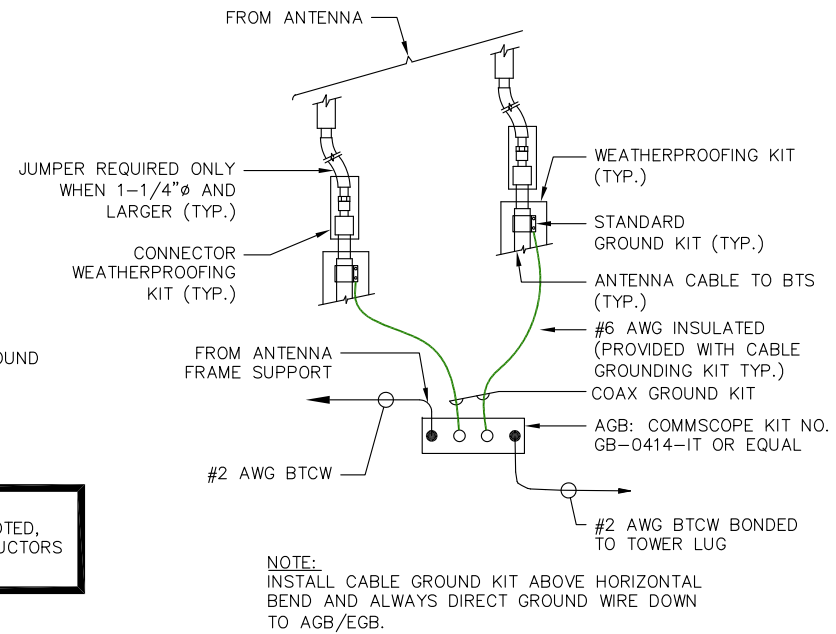 FROM ANTENNA
JUMPER REQUIRED ONLY
WHEN 1-1/4"ø AND
LARGER (TYP.)
CONNECTOR
WEATHERPROOFING
KIT (TYP.)
WEATHERPROOFING KIT
(TYP.)
STANDARD
GROUND KIT (TYP.)
ANTENNA CABLE TO BTS
(TYP.)
#6 AWG INSULATED
(PROVIDED WITH CABLE
GROUNDING KIT TYP.)
OUND
FROM ANTENNA
FRAME SUPPORT
COAX GROUND KIT
AGB: COMMSCOPE KIT NO.
GB-0414-IT OR EQUAL
#2 AWG BTCW
#2 AWG BTCW BONDED
TO TOWER LUG
OTED,
UCTORS
NOTE:
INSTALL CABLE GROUND KIT ABOVE HORIZONTAL
BEND AND ALWAYS DIRECT GROUND WIRE DOWN
TO AGB/EGB.